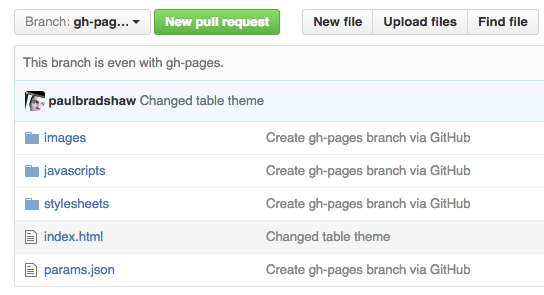 Branch: gh-pag… New pull request New file Upload files Find file
This branch is even with gh-pages.
paulbradshaw Changed table theme
images Create gh-pages branch via GitHub
javascripts Create gh-pages branch via GitHub
stylesheets Create gh-pages branch via GitHub
index.html Changed table theme
params.json Create gh-pages branch via GitHub